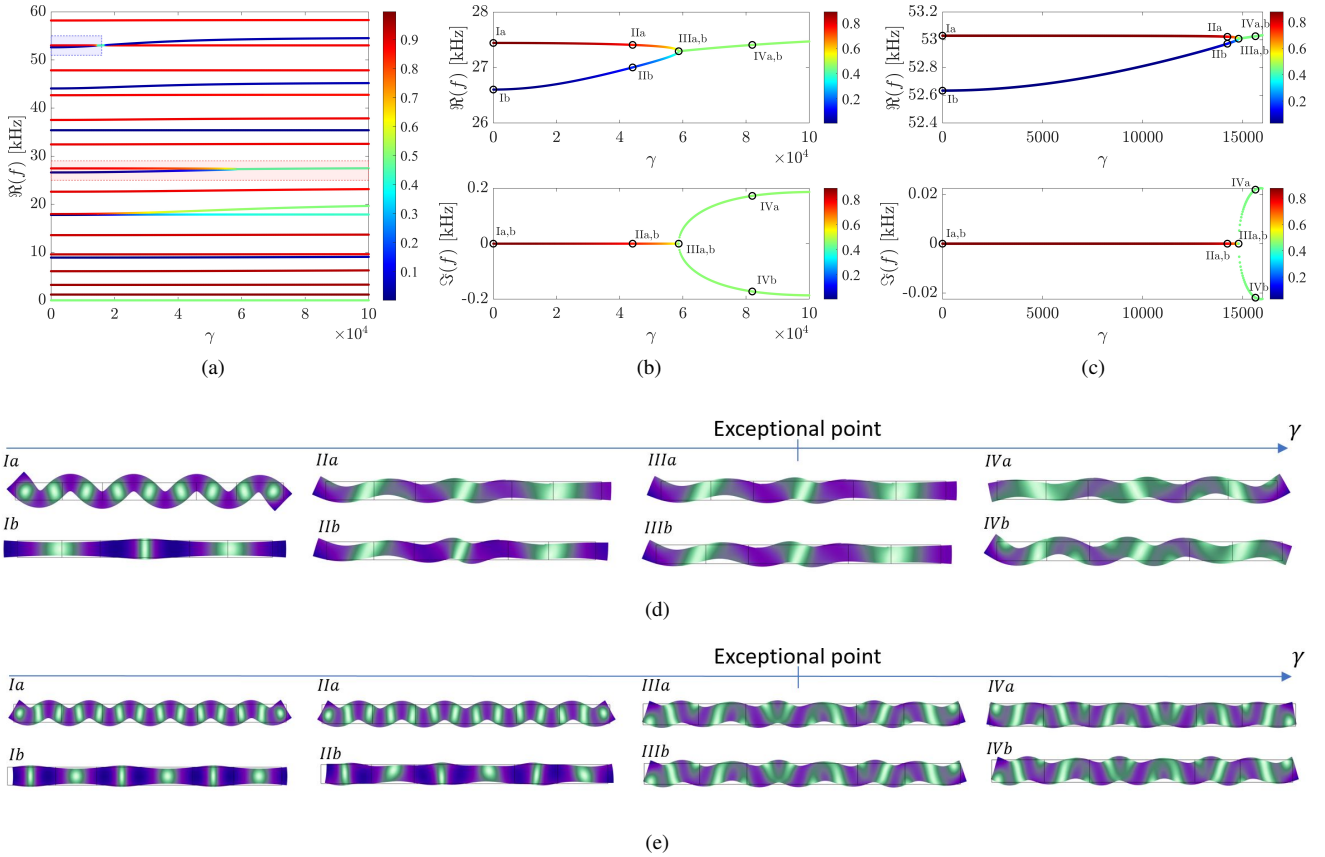 60
50
40
30
20
10
0
ℜ(f) [kHz]
0 2 4 6 8 10
×10⁴
γ
0.9
0.8
0.7
0.6
0.5
0.4
0.3
0.2
0.1
(a)
28
27
26
ℜ(f) [kHz]
Ia
Ib
IIa
IIb
IIIa,b
IVa,b
0 2 4 6 8 10
×10⁴
γ
0.8
0.6
0.4
0.2
0.2
0
-0.2
ℑ(f) [kHz]
Ia,b
IIa,b
IIIa,b
IVa
IVb
0 2 4 6 8 10
×10⁴
γ
0.8
0.6
0.4
0.2
(b)
53.2
53.0
52.8
52.6
52.4
ℜ(f) [kHz]
Ia
Ib
IIa
IIb
IVa,b
IIIa,b
0 5000 10000 15000
γ
0.8
0.6
0.4
0.2
0.02
0
-0.02
ℑ(f) [kHz]
Ia,b
IIa,b
IIIa,b
IVa
IVb
0 5000 10000 15000
γ
0.8
0.6
0.4
0.2
(c)
Exceptional point
γ
Ia IIa IIIa IVa
Ib IIb IIIb IVb
(d)
Exceptional point
γ
Ia IIa IIIa IVa
Ib IIb IIIb IVb
(e)